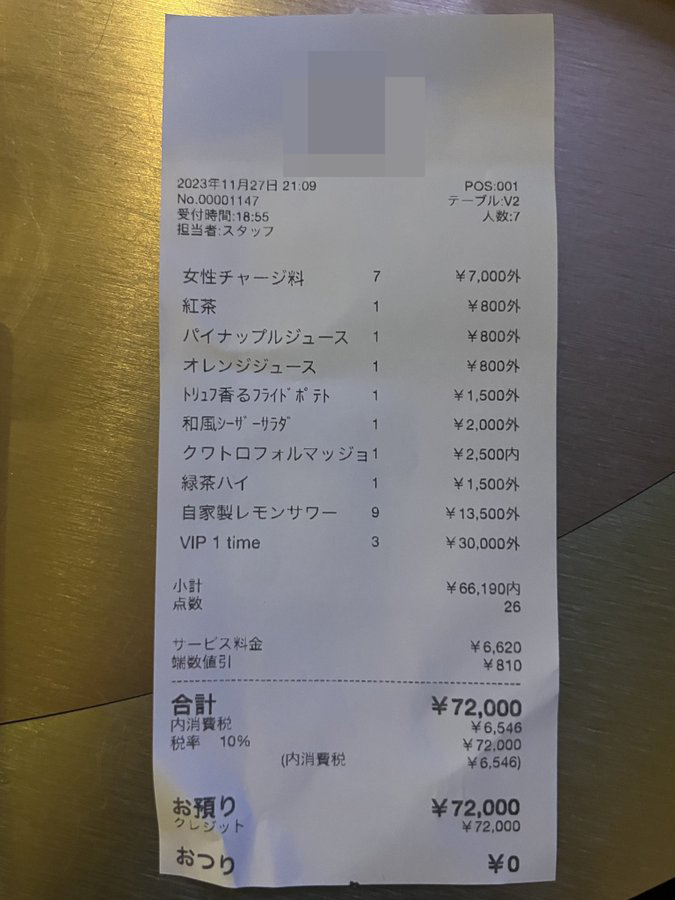 2023年11月27日 21:09 POS:001
No.00001147 テーブル:V2
受付時間:18:55 人数:7
担当者:スタッフ
女性チャージ料 7 ¥7,000外
紅茶 1 ¥800外
パイナップルジュース 1 ¥800外
オレンジジュース 1 ¥800外
ﾄﾘｭﾌ香るﾌﾗｲﾄﾞﾎﾟﾃﾄ 1 ¥1,500外
和風ｼｰｻﾞｰｻﾗﾀﾞ 1 ¥2,000外
クワトロフォルマッジョ1 ¥2,500内
緑茶ハイ 1 ¥1,500外
自家製レモンサワー 9 ¥13,500外
VIP 1 time 3 ¥30,000外
小計 ¥66,190内
点数 26
サービス料金 ¥6,620
端数値引 ¥810
合計 ¥72,000
内消費税 ¥6,546
税率 10% ¥72,000
(内消費税 ¥6,546)
お預り ¥72,000
クレジット ¥72,000
おつり ¥0